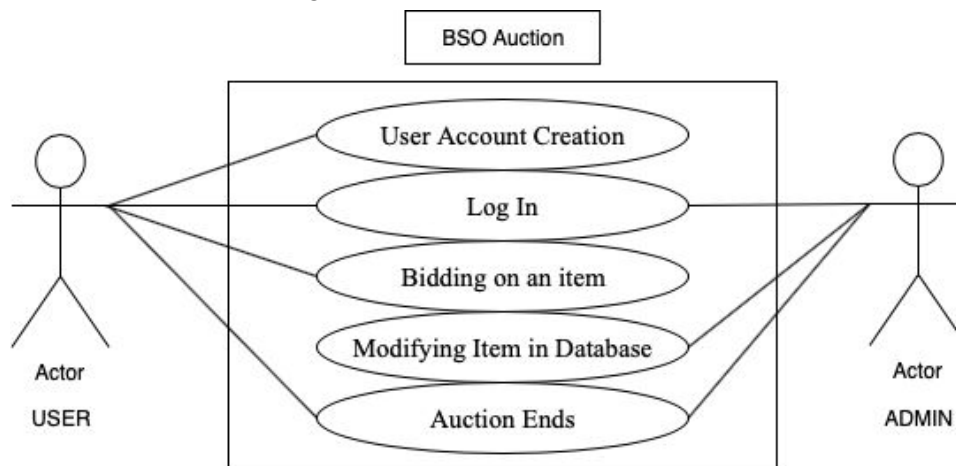 BSO Auction
User Account Creation
Log In
Bidding on an item
Modifying Item in Database
Auction Ends
Actor
USER
Actor
ADMIN